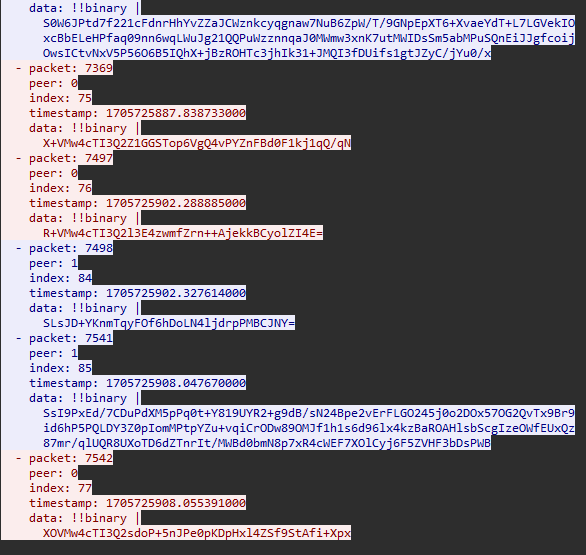 data: !!binary |
S0W6JPtd7f221cFdnrHhYvZZaJCWznkcyqgnaw7NuB6ZpW/T/9GNpEpXT6+XvaeYdT+L7LGVekIO
xcBbELeHPfaq09nn6wqLWuJg21QQPuWzznnqaJ0MWmw3xnK7utMWIDsSm5abMPuSQnEiJJgfcoij
OwsICtvNxV5P56O6B5IQhX+jBzROHTc3jhIk31+JMQI3fDUifs1gtJZyC/jYu0/x
- packet: 7369
peer: 0
index: 75
timestamp: 1705725887.838733000
data: !!binary |
X+VMw4cTI3Q2Z1GGSTop6VgQ4vPYZnFBd0F1kj1qQ/qN
- packet: 7497
peer: 0
index: 76
timestamp: 1705725902.288885000
data: !!binary |
R+VMw4cTI3Q2l3E4zwmfZrn++AjekkBCyolZI4E=
- packet: 7498
peer: 1
index: 84
timestamp: 1705725902.327614000
data: !!binary |
SLsJD+YKnmTqyFOf6hDoLN4ljdrpPMBCJNY=
- packet: 7541
peer: 1
index: 85
timestamp: 1705725908.047670000
data: !!binary |
SsI9PxEd/7CDuPdXM5pPq0t+Y819UYR2+g9dB/sN24Bpe2vErFLGO245j0o2DOx57OG2QvTx9Br9
id6hP5PQLDY3Z0pIomMPtpYZu+vqiCrODw89OMJf1h1s6d96lx4kzBaROAHlsbScgIzeOWfEUxQz
87mr/qlUQR8UXoTD6dZTnrIt/MWBd0bmN8p7xR4cWEF7XOlCyj6F5ZVHF3bDsPWB
- packet: 7542
peer: 0
index: 77
timestamp: 1705725908.055391000
data: !!binary |
XOVMw4cTI3Q2sdoP+5nJPe0pKDpHxl4ZSf9StAfi+Xpx